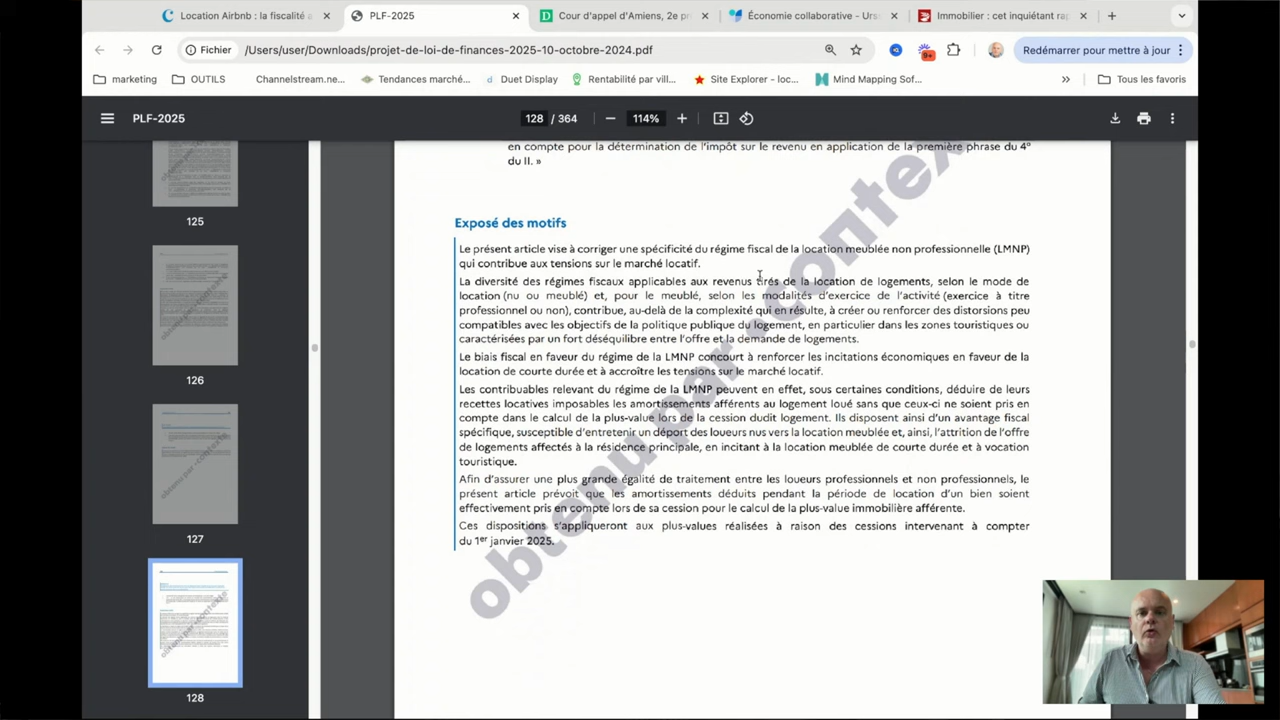 Location Airbnb : la fiscalité a
PLF-2025
Cour d'appel d'Amiens, 2e pr
Économie collaborative - Urss
Immobilier : cet inquiétant rap
Fichier
/Users/user/Downloads/projet-de-loi-de-finances-2025-10-octobre-2024.pdf
9+
Redémarrer pour mettre à jour
marketing
OUTILS
Channelstream.ne...
Tendances marché...
Duet Display
Rentabilité par vill...
Site Explorer - loc...
Mind Mapping Sof...
»
Tous les favoris
PLF-2025
128 / 364
114%
125
126
127
128
en compte pour la détermination de l'impôt sur le revenu en application de la première phrase du 4°
du II. »
Exposé des motifs
Le présent article vise à corriger une spécificité du régime fiscal de la location meublée non professionnelle (LMNP)
qui contribue aux tensions sur le marché locatif.
La diversité des régimes fiscaux applicables aux revenus tirés de la location de logements, selon le mode de
location (nu ou meublé) et, pour le meublé, selon les modalités d'exercice de l'activité (exercice à titre
professionnel ou non), contribue, au-delà de la complexité qui en résulte, à créer ou renforcer des distorsions peu
compatibles avec les objectifs de la politique publique du logement, en particulier dans les zones touristiques ou
caractérisées par un fort déséquilibre entre l'offre et la demande de logements.
Le biais fiscal en faveur du régime de la LMNP concourt à renforcer les incitations économiques en faveur de la
location de courte durée et à accroître les tensions sur le marché locatif.
Les contribuables relevant du régime de la LMNP peuvent en effet, sous certaines conditions, déduire de leurs
recettes locatives imposables les amortissements afférents au logement loué sans que ceux-ci ne soient pris en
compte dans le calcul de la plus-value lors de la cession dudit logement. Ils disposent ainsi d'un avantage fiscal
spécifique, susceptible d'entretenir un départ des loueurs nus vers la location meublée et, ainsi, l'attrition de l'offre
de logements affectés à la résidence principale, en incitant à la location meublée de courte durée et à vocation
touristique.
Afin d'assurer une plus grande égalité de traitement entre les loueurs professionnels et non professionnels, le
présent article prévoit que les amortissements déduits pendant la période de location d'un bien soient
effectivement pris en compte lors de sa cession pour le calcul de la plus-value immobilière afférente.
Ces dispositions s'appliqueront aux plus-values réalisées à raison des cessions intervenant à compter
du 1er janvier 2025.
obtenu par -contex